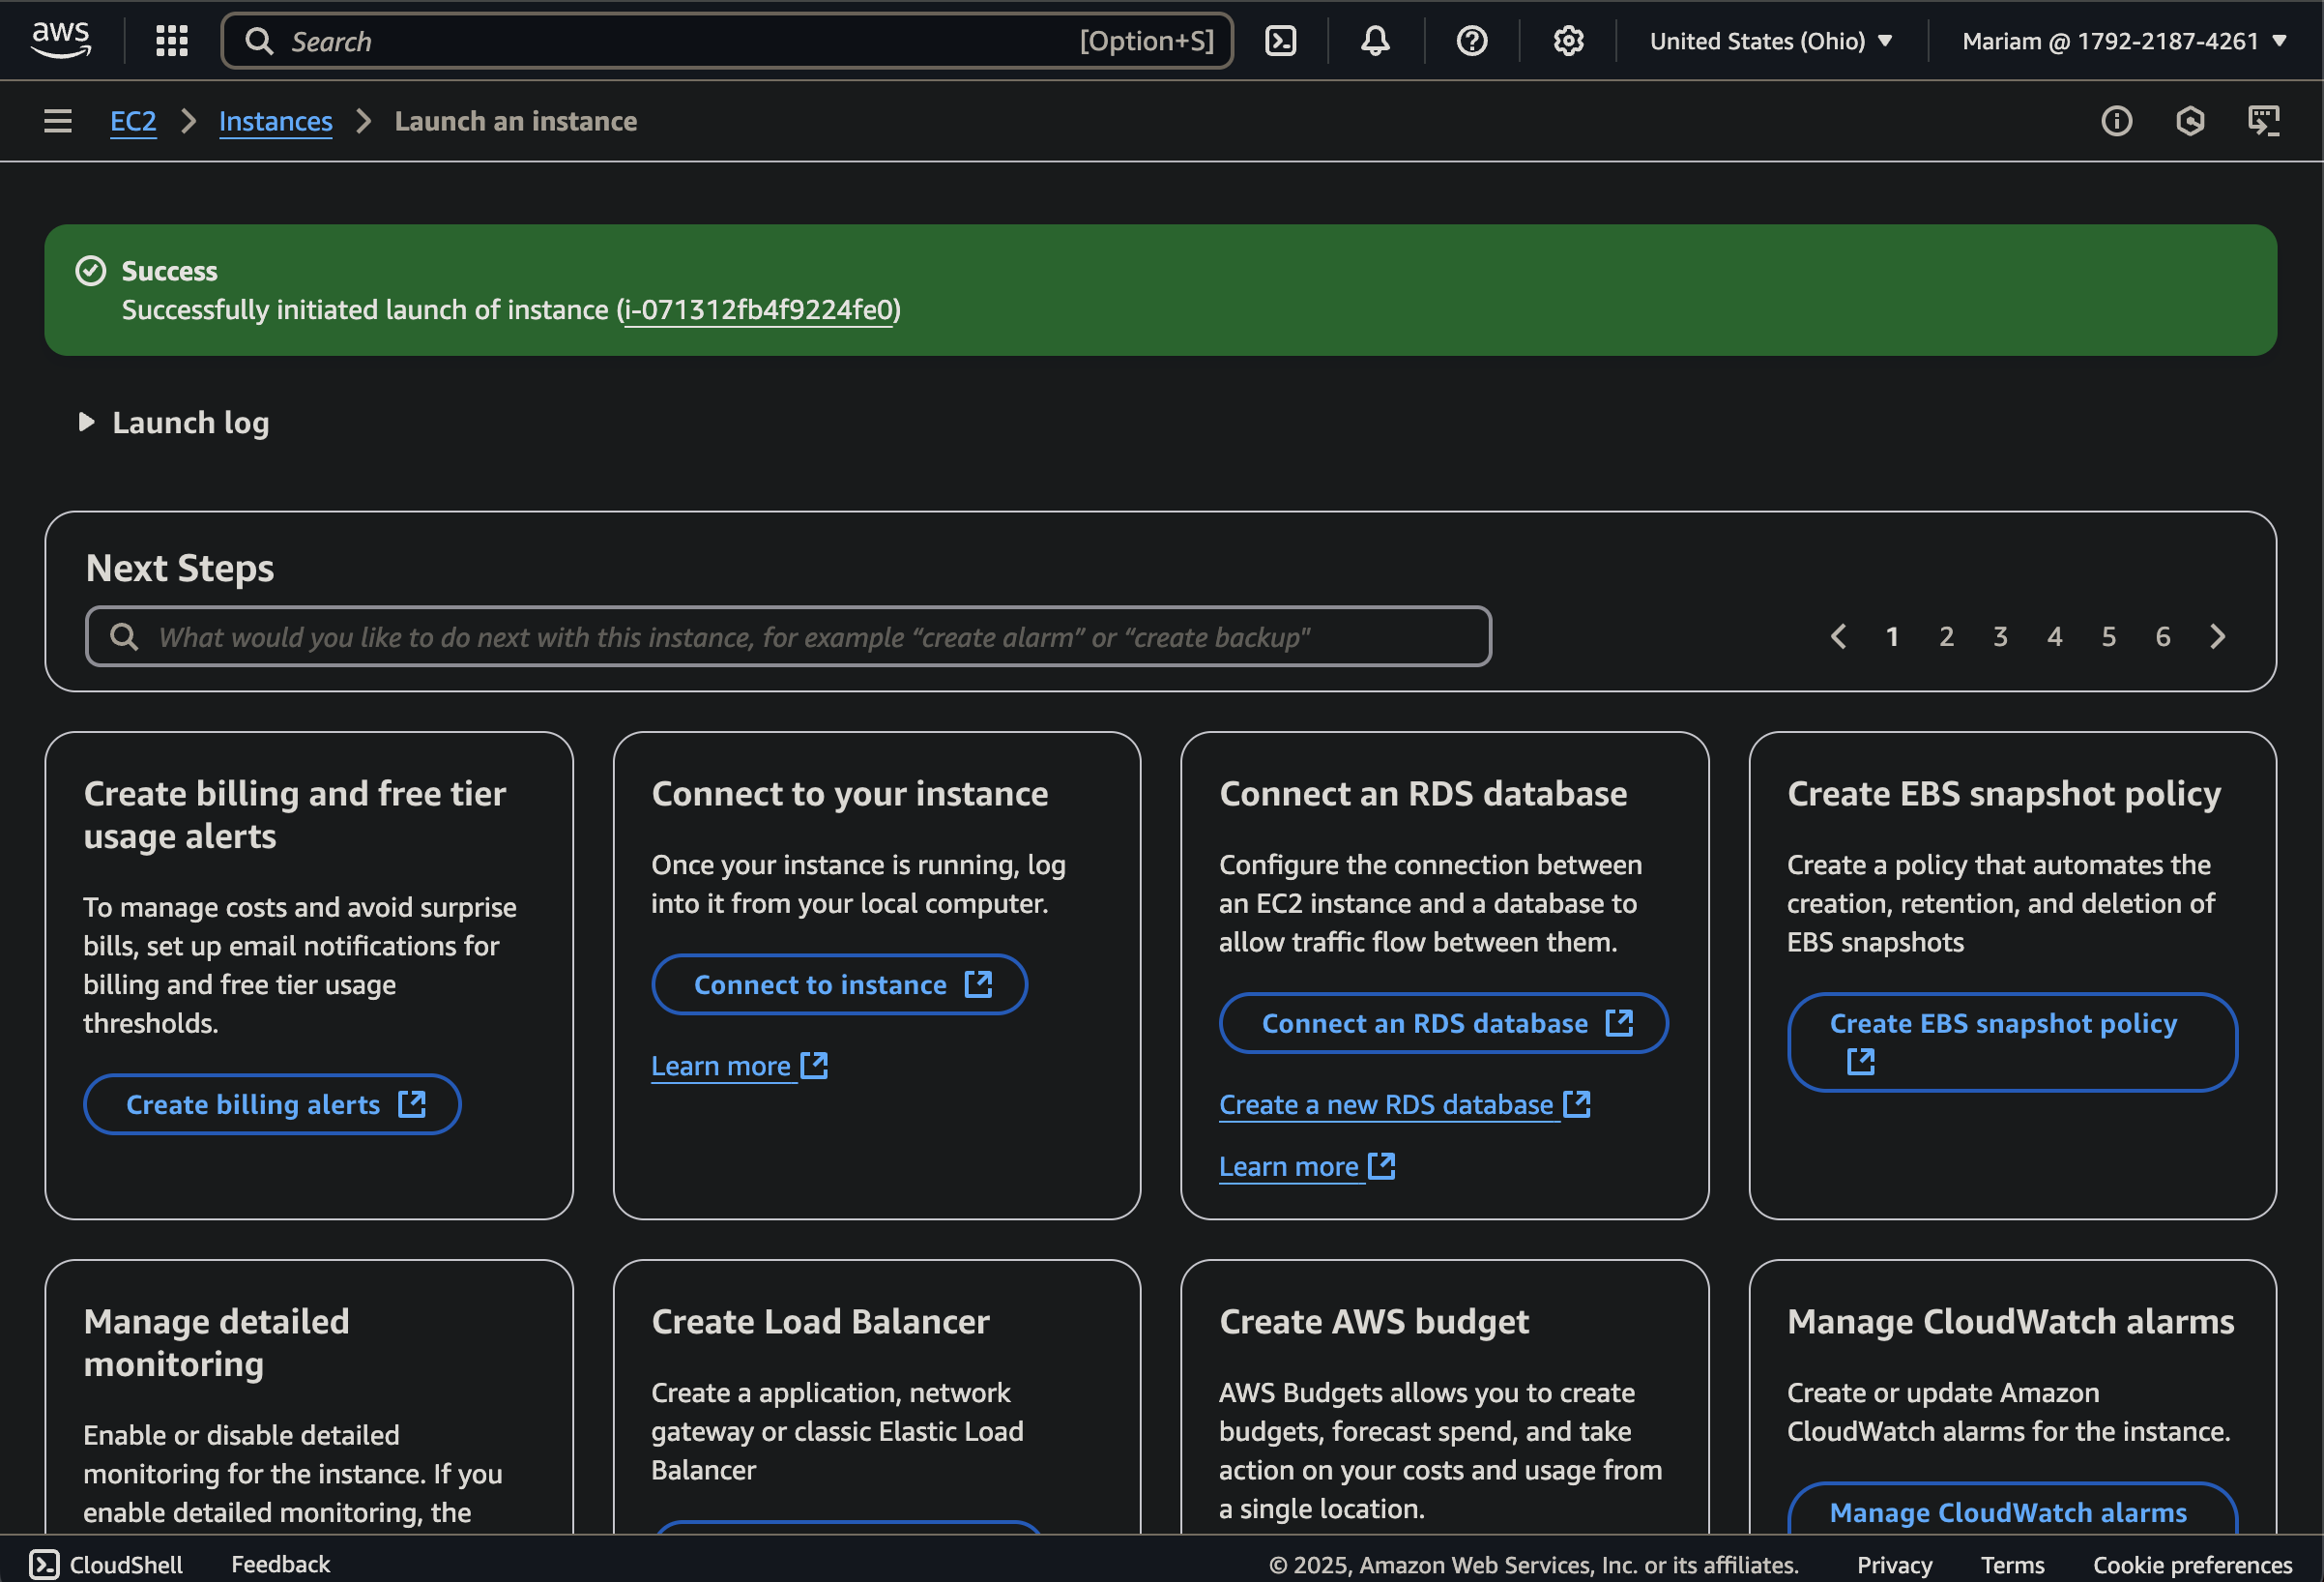 aws
Search [Option+S] United States (Ohio) Mariam @ 1792-2187-4261
EC2 Instances Launch an instance
Success
Successfully initiated launch of instance (i-071312fb4f9224fe0)
Launch log
Next Steps
What would you like to do next with this instance, for example “create alarm” or “create backup"
1 2 3 4 5 6
Create billing and free tier
usage alerts
To manage costs and avoid surprise
bills, set up email notifications for
billing and free tier usage
thresholds.
Create billing alerts
Connect to your instance
Once your instance is running, log
into it from your local computer.
Connect to instance
Learn more
Connect an RDS database
Configure the connection between
an EC2 instance and a database to
allow traffic flow between them.
Connect an RDS database
Create a new RDS database
Learn more
Create EBS snapshot policy
Create a policy that automates the
creation, retention, and deletion of
EBS snapshots
Create EBS snapshot policy
Manage detailed
monitoring
Enable or disable detailed
monitoring for the instance. If you
enable detailed monitoring, the
Create Load Balancer
Create a application, network
gateway or classic Elastic Load
Balancer
Create AWS budget
AWS Budgets allows you to create
budgets, forecast spend, and take
action on your costs and usage from
a single location.
Manage CloudWatch alarms
Create or update Amazon
CloudWatch alarms for the instance.
Manage CloudWatch alarms
CloudShell Feedback © 2025, Amazon Web Services, Inc. or its affiliates. Privacy Terms Cookie preferences